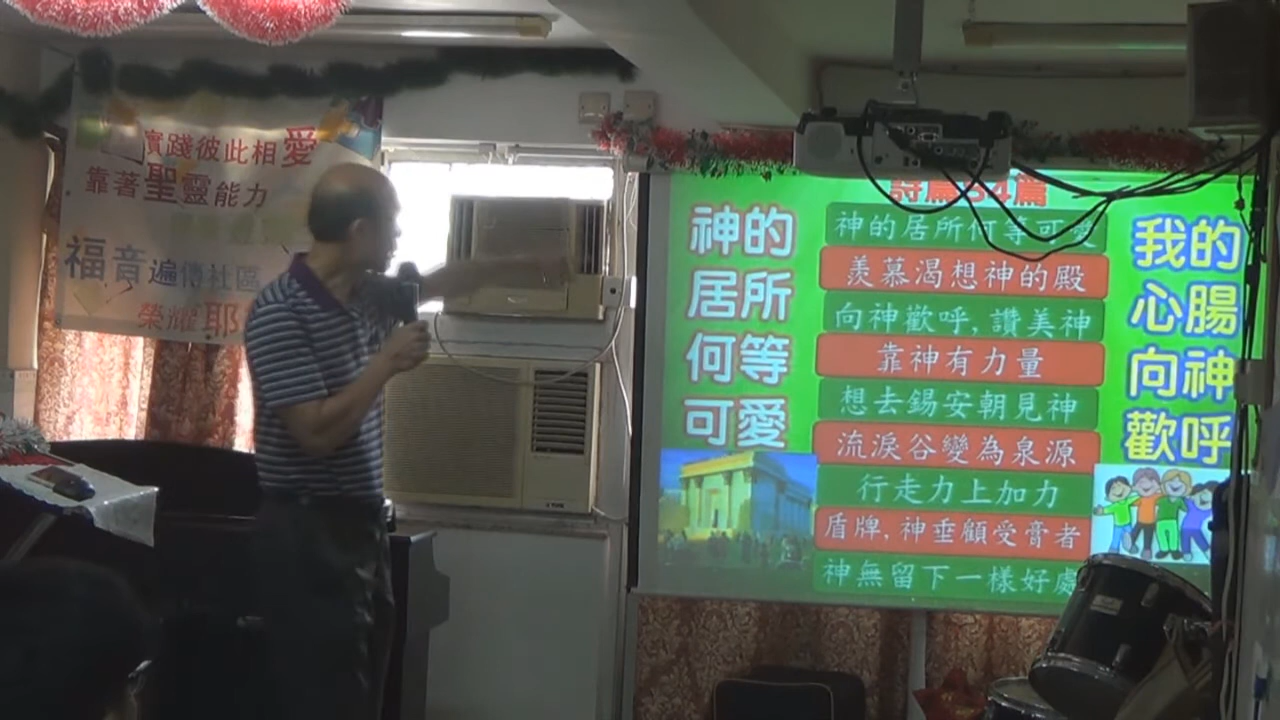 實踐彼此相愛
靠著聖靈能力
福音遍傳社區
榮耀耶
詩篇84篇
神的
居所
何等
可愛
神的居所何等可愛
羨慕渴想神的殿
向神歡呼,讚美神
靠神有力量
想去錫安朝見神
流淚谷變為泉源
行走力上加力
盾牌,神垂顧受膏者
神無留下一樣好處
我的
心腸
向神
歡呼